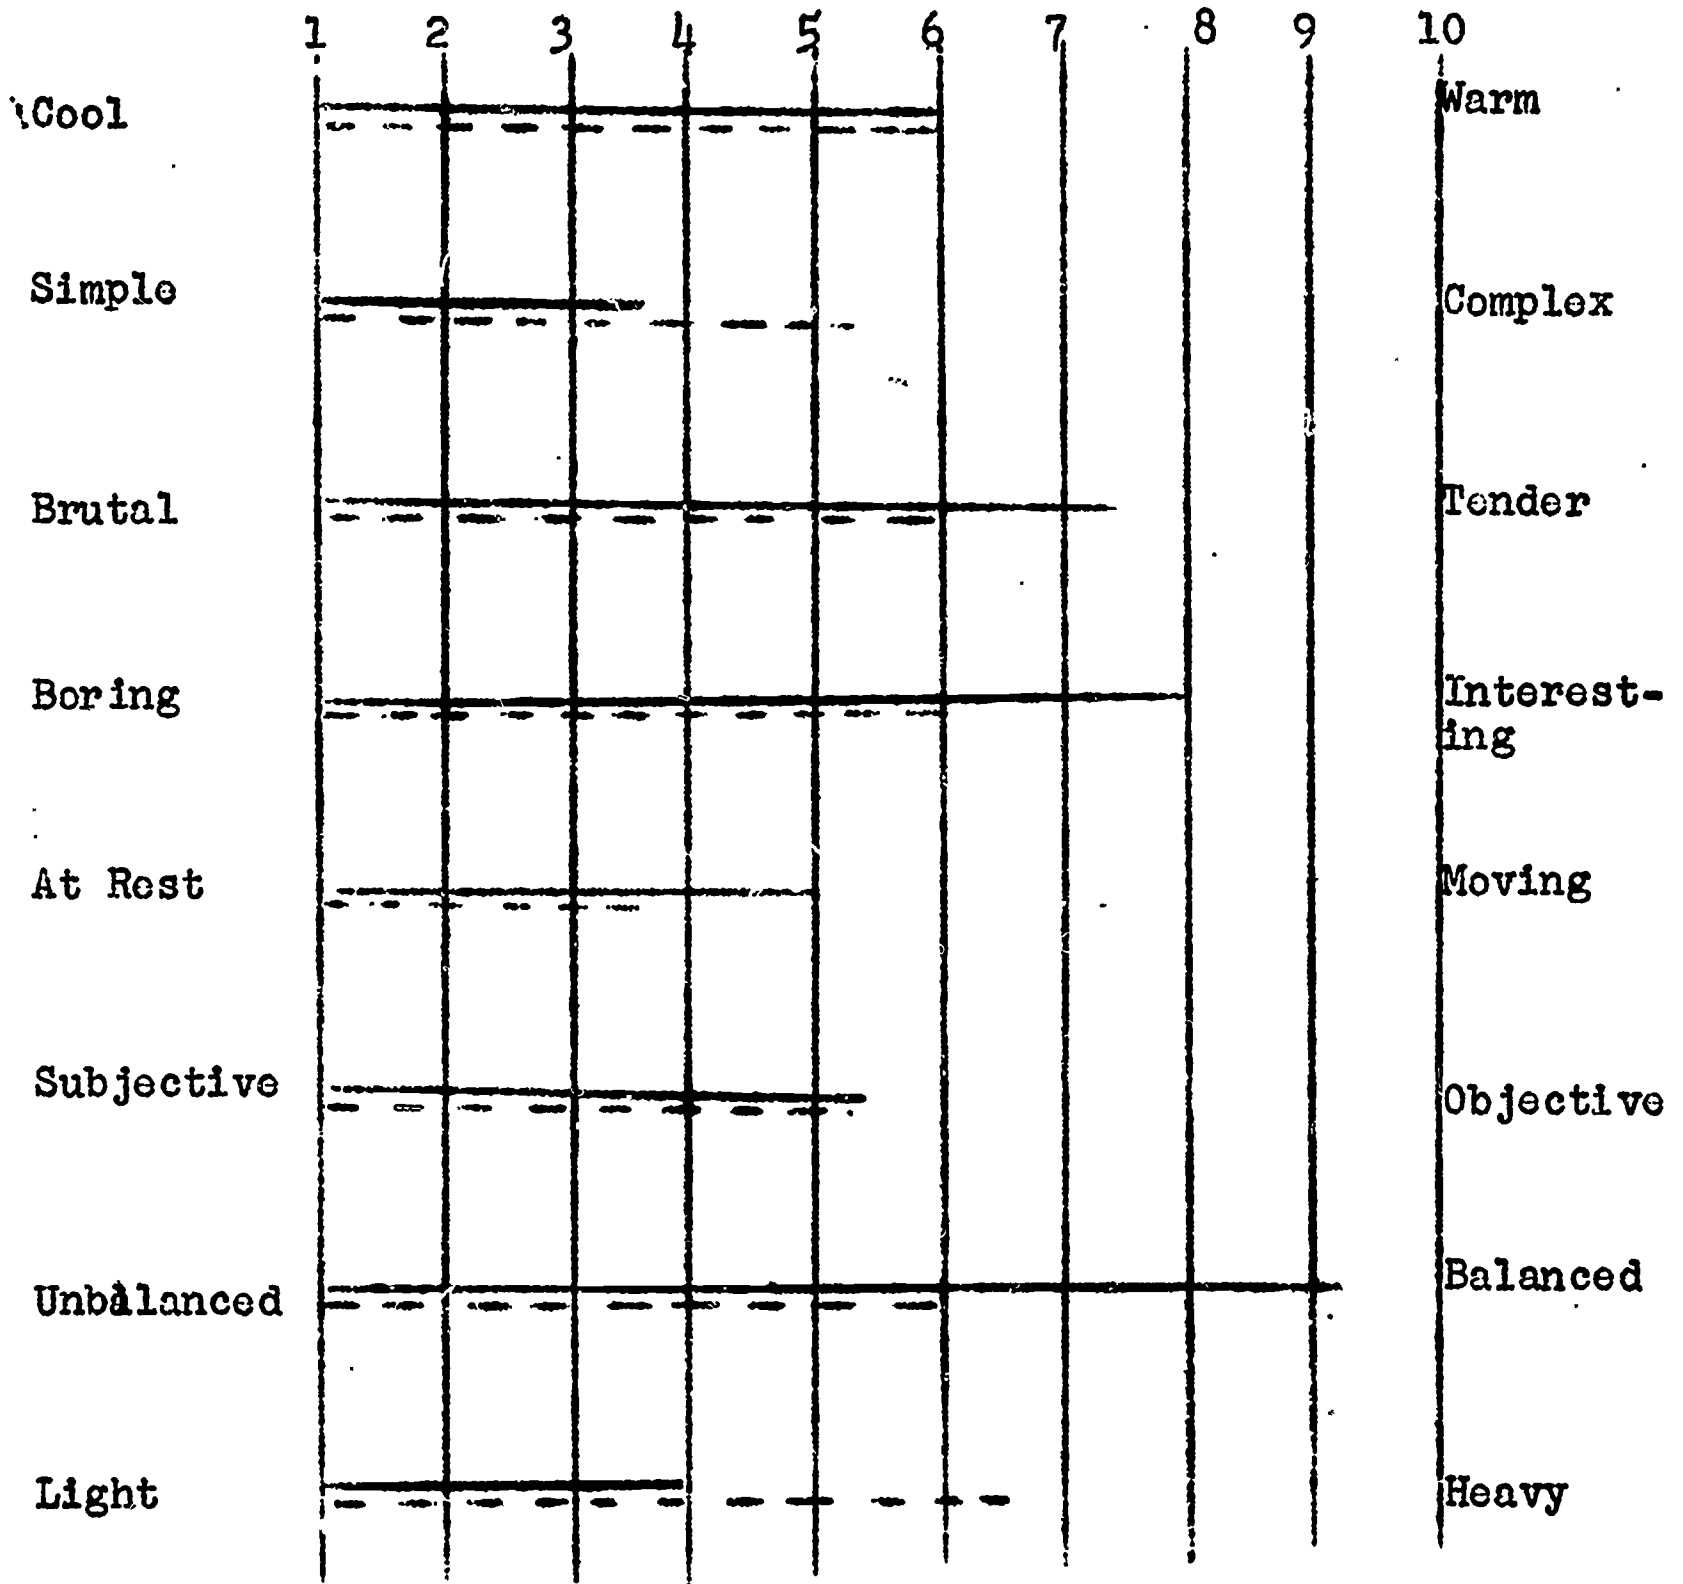 1 2 3 4 5 6 7 8 9 10
Cool Warm
Simple Complex
Brutal Tender
Boring Interest-
ing
At Rest Moving
Subjective Objective
Unbalanced Balanced
Light Heavy